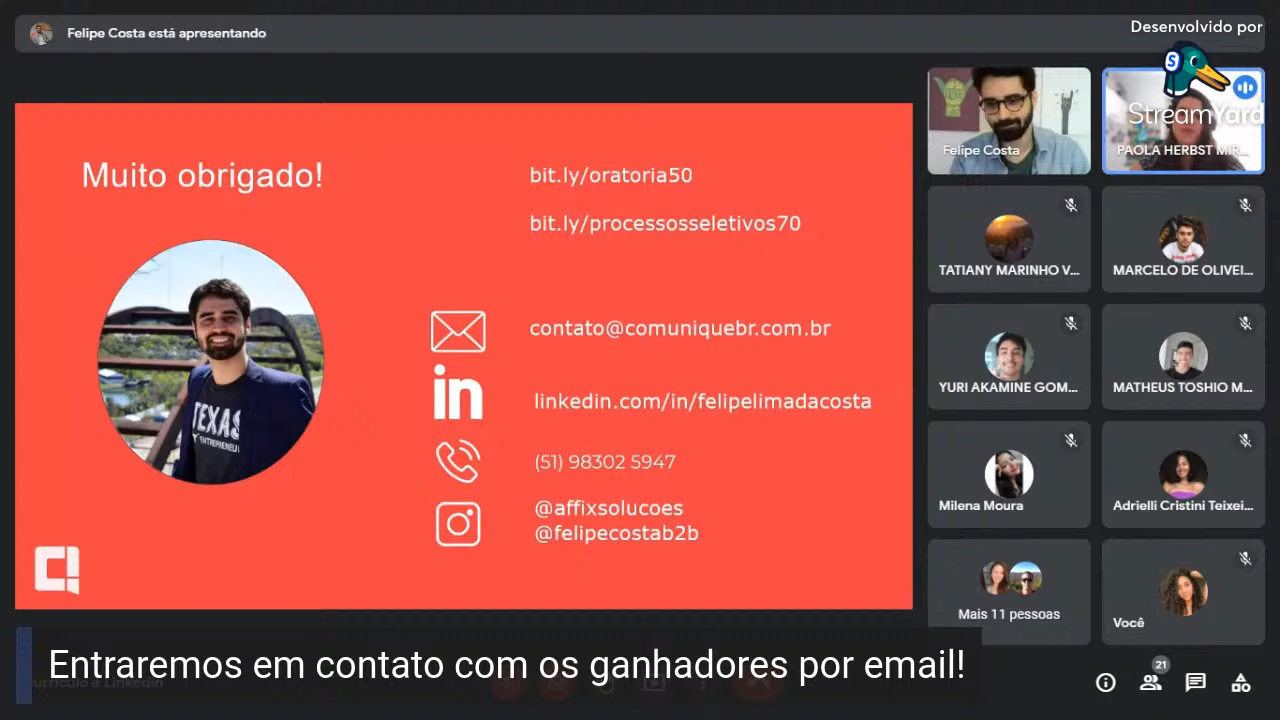 Felipe Costa está apresentando
Desenvolvido por
StreamYard
Muito obrigado!
bit.ly/oratoria50
bit.ly/processosseletivos70
contato@comuniquebr.com.br
linkedin.com/in/felipelimadacosta
(51) 98302 5947
@affixsolucoes
@felipecostab2b
TEXAS
Felipe Costa
PAOLA HERBST MIR...
TATIANY MARINHO V...
MARCELO DE OLIVEI...
YURI AKAMINE GOM...
MATHEUS TOSHIO M...
Milena Moura
Adrielli Cristini Teixei...
Mais 11 pessoas
Você
Entraremos em contato com os ganhadores por email!
21